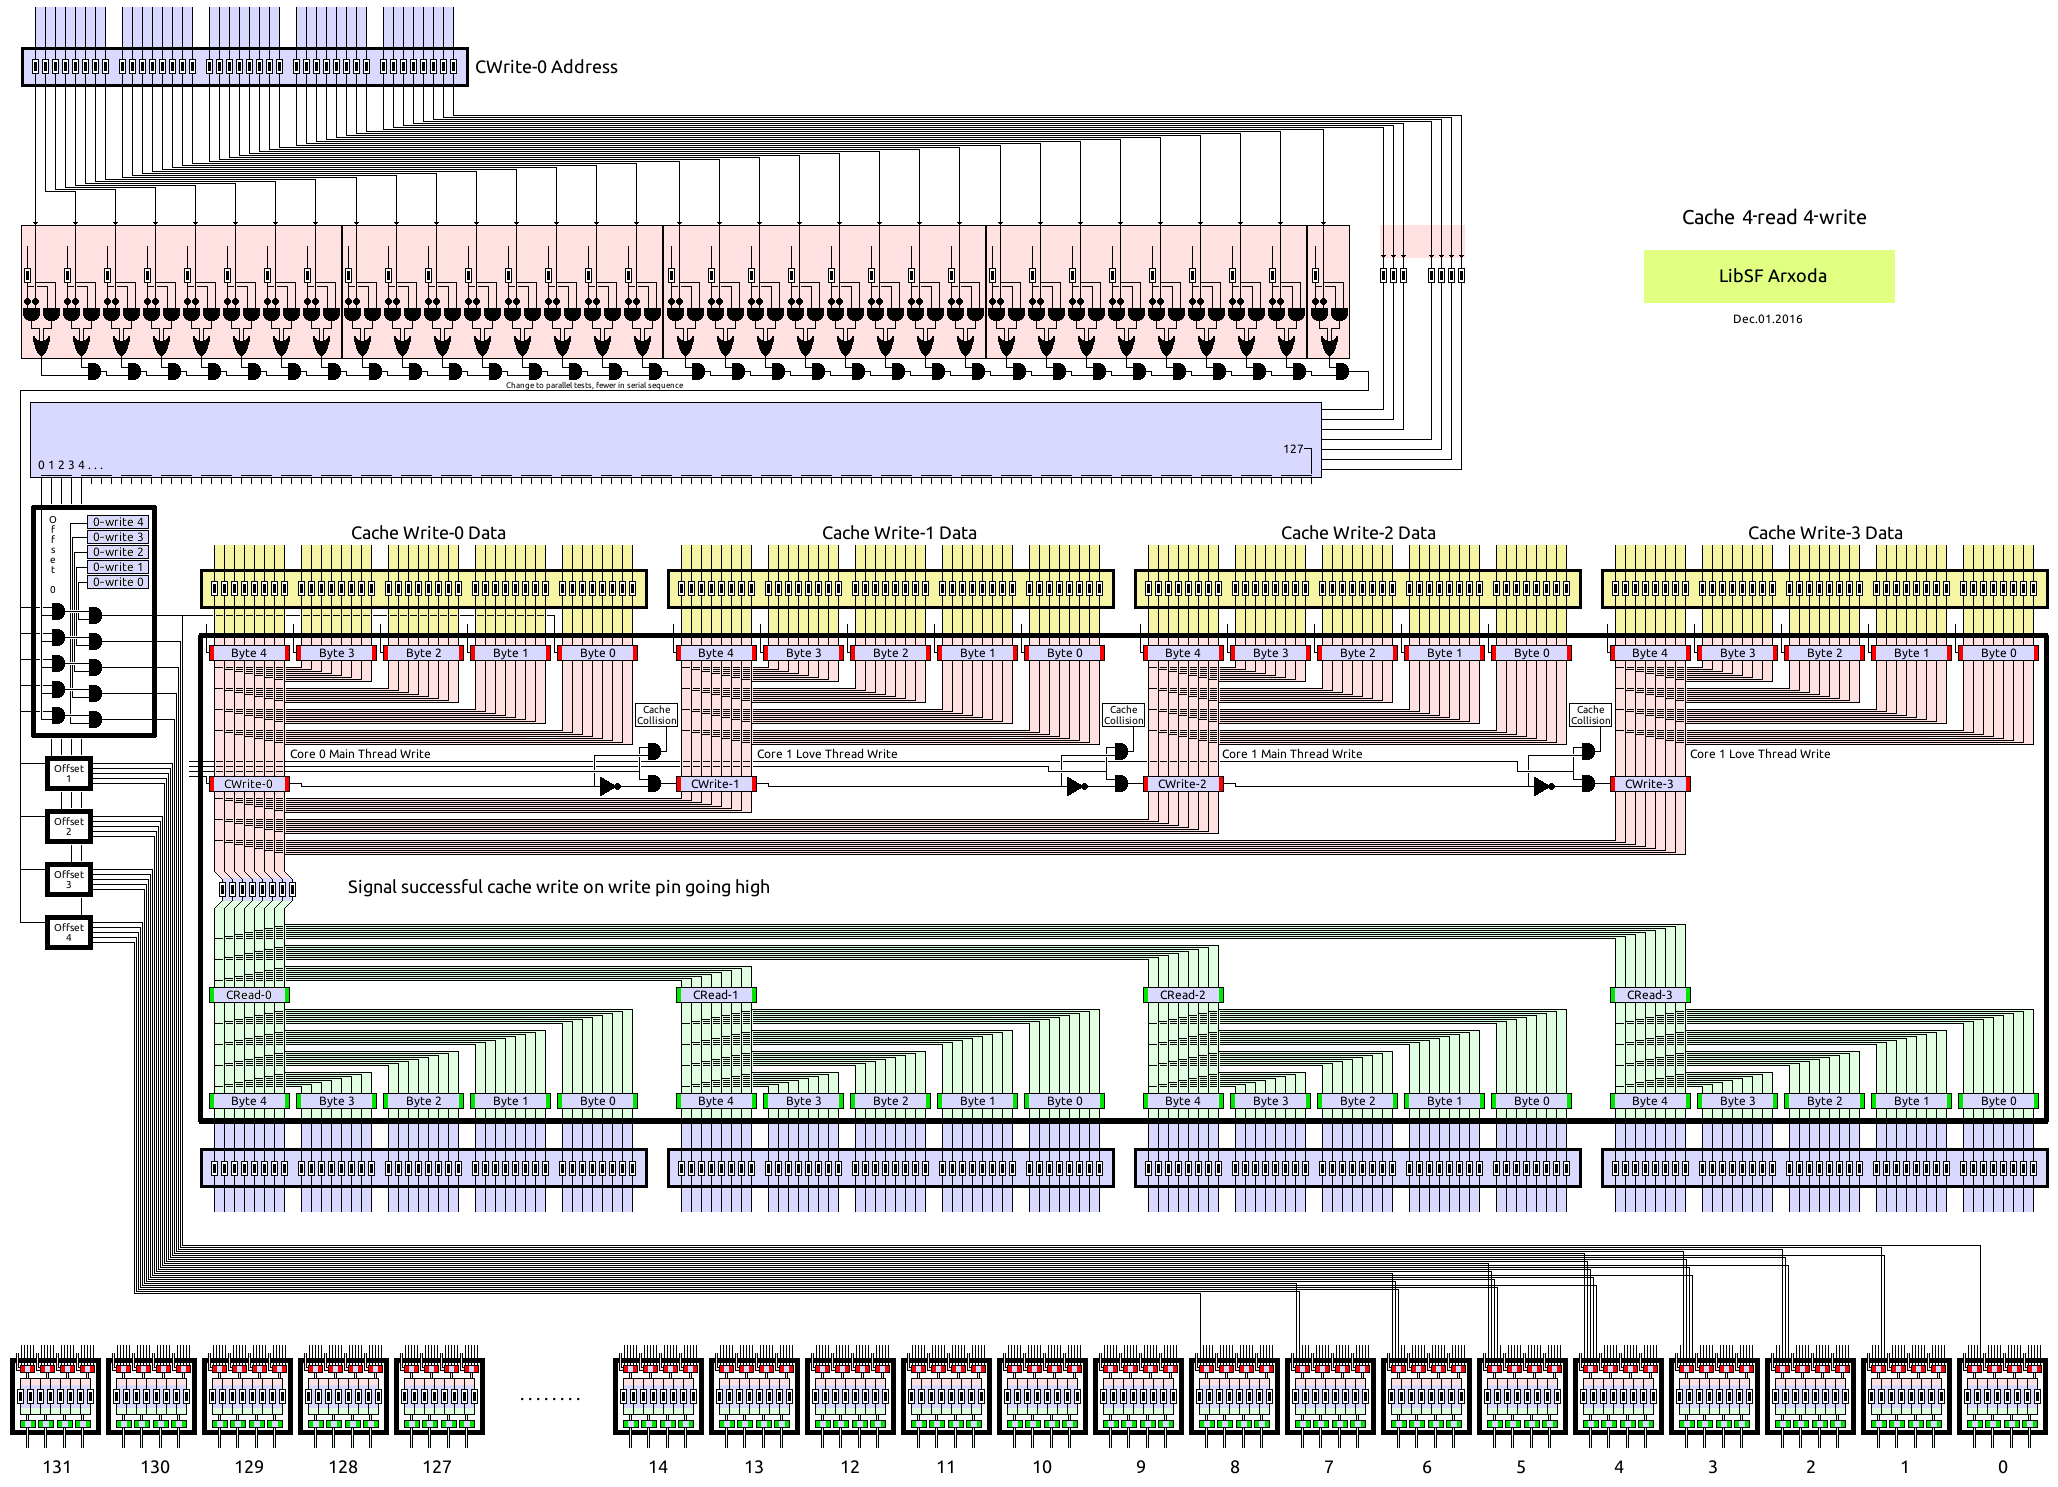 CWrite-0 Address
Cache 4-read 4-write
LibSF Arxoda
Dec.01.2016
Change to parallel tests, fewer in serial sequence
127
0 1 2 3 4 . . .
Offset 0
0-write 4
0-write 3
0-write 2
0-write 1
0-write 0
Cache Write-0 Data
Cache Write-1 Data
Cache Write-2 Data
Cache Write-3 Data
Byte 4
Byte 3
Byte 2
Byte 1
Byte 0
Byte 4
Byte 3
Byte 2
Byte 1
Byte 0
Byte 4
Byte 3
Byte 2
Byte 1
Byte 0
Byte 4
Byte 3
Byte 2
Byte 1
Byte 0
Cache
Collision
Cache
Collision
Cache
Collision
Core 0 Main Thread Write
Core 1 Love Thread Write
Core 1 Main Thread Write
Core 1 Love Thread Write
Offset
1
Offset
2
Offset
3
Offset
4
CWrite-0
CWrite-1
CWrite-2
CWrite-3
Signal successful cache write on write pin going high
CRead-0
CRead-1
CRead-2
CRead-3
Byte 4
Byte 3
Byte 2
Byte 1
Byte 0
Byte 4
Byte 3
Byte 2
Byte 1
Byte 0
Byte 4
Byte 3
Byte 2
Byte 1
Byte 0
Byte 4
Byte 3
Byte 2
Byte 1
Byte 0
. . . . . . . .
131
130
129
128
127
14
13
12
11
10
9
8
7
6
5
4
3
2
1
0